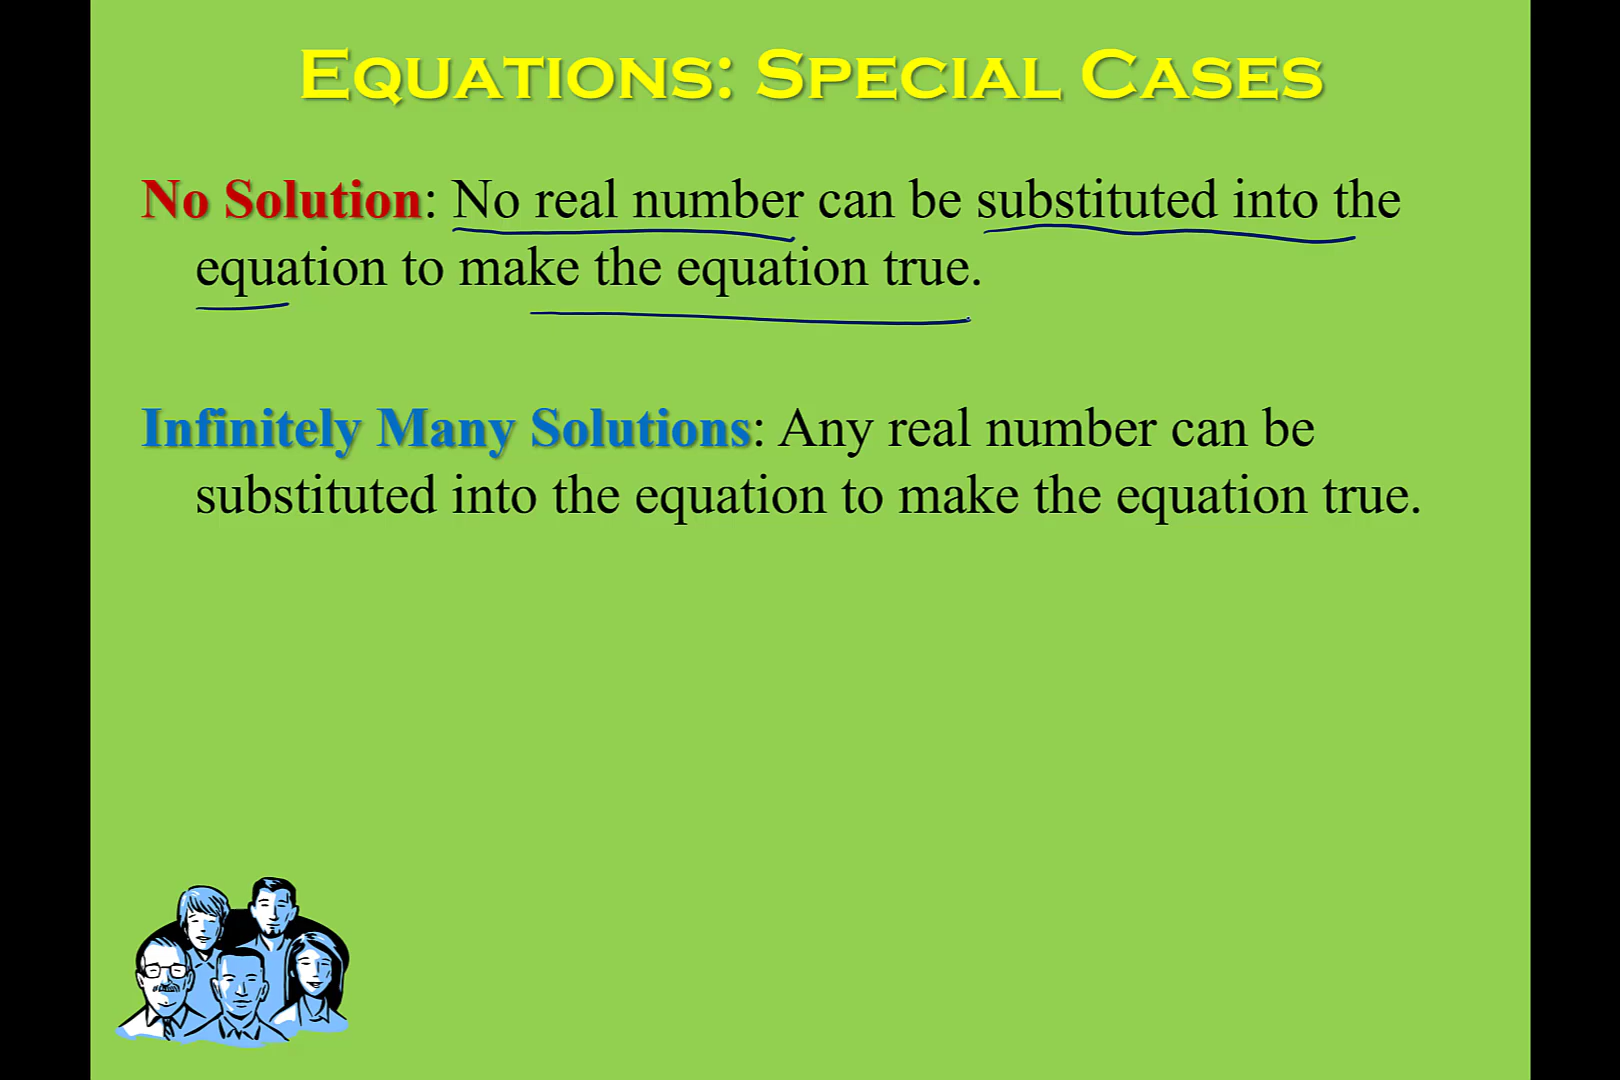 EQUATIONS: SPECIAL CASES
No Solution: No real number can be substituted into the
equation to make the equation true.
Infinitely Many Solutions: Any real number can be
substituted into the equation to make the equation true.